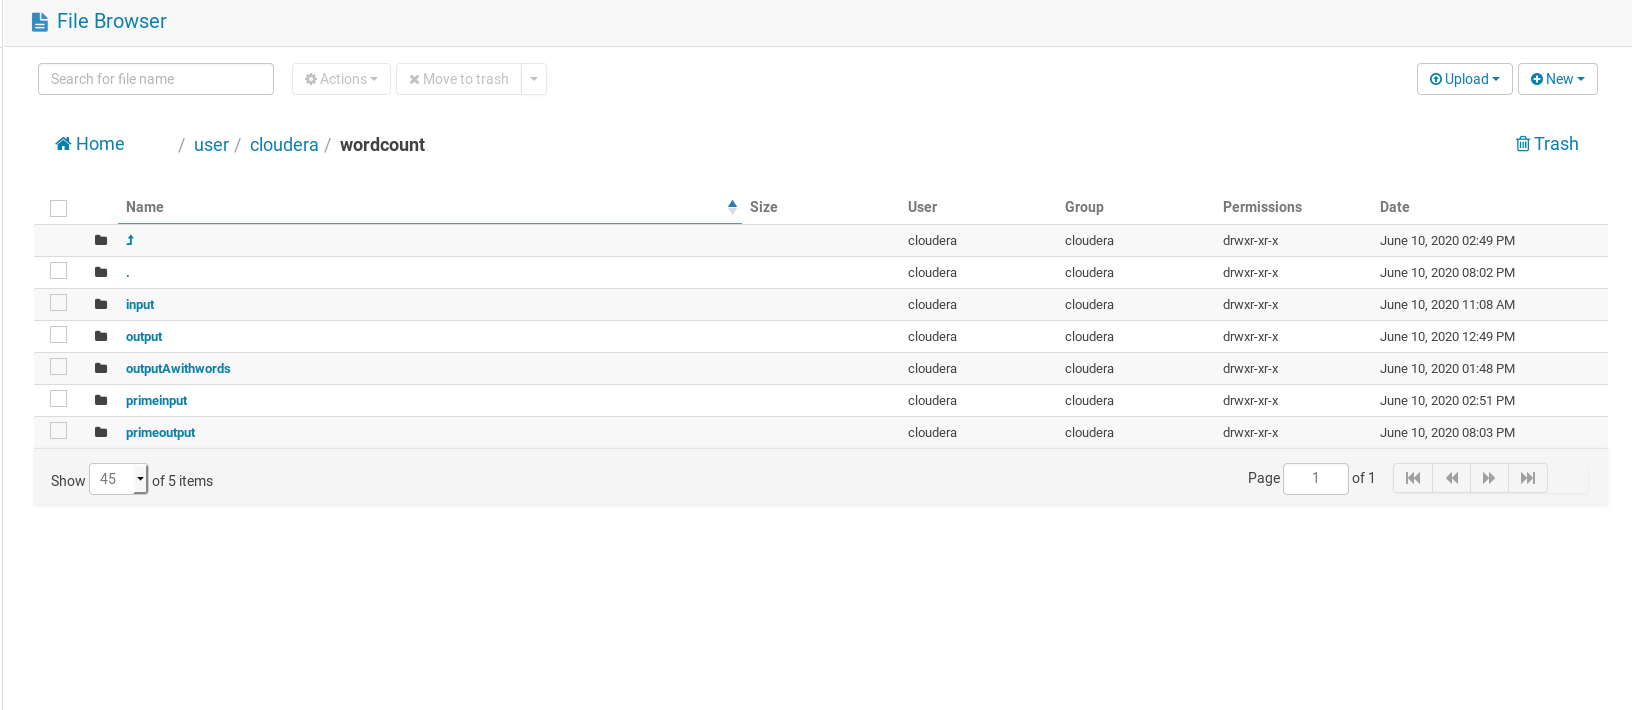 File Browser
Search for file name Actions Move to trash Upload New
Home / user / cloudera / wordcount Trash
Name Size User Group Permissions Date
cloudera cloudera drwxr-xr-x June 10, 2020 02:49 PM
. cloudera cloudera drwxr-xr-x June 10, 2020 08:02 PM
input cloudera cloudera drwxr-xr-x June 10, 2020 11:08 AM
output cloudera cloudera drwxr-xr-x June 10, 2020 12:49 PM
outputAwithwords cloudera cloudera drwxr-xr-x June 10, 2020 01:48 PM
primeinput cloudera cloudera drwxr-xr-x June 10, 2020 02:51 PM
primeoutput cloudera cloudera drwxr-xr-x June 10, 2020 08:03 PM
Show 45 of 5 items Page 1 of 1